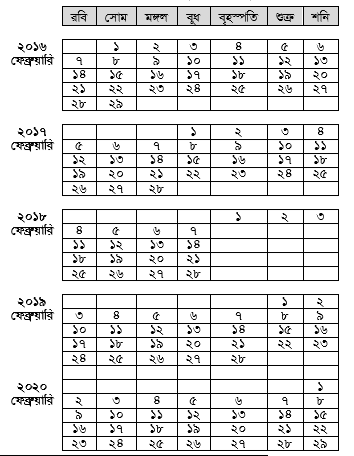 রবি সোম মঙ্গল বুধ বৃহস্পতি শুক্র শনি
২০১৬ ১ ২ ৩ ৪ ৫ ৬
ফেব্রুয়ারি ৭ ৮ ৯ ১০ ১১ ১২ ১৩
১৪ ১৫ ১৬ ১৭ ১৮ ১৯ ২০
২১ ২২ ২৩ ২৪ ২৫ ২৬ ২৭
২৮ ২৯
২০১৭ ১ ২ ৩ ৪
ফেব্রুয়ারি ৫ ৬ ৭ ৮ ৯ ১০ ১১
১২ ১৩ ১৪ ১৫ ১৬ ১৭ ১৮
১৯ ২০ ২১ ২২ ২৩ ২৪ ২৫
২৬ ২৭ ২৮
২০১৮ ১ ২ ৩
ফেব্রুয়ারি ৪ ৫ ৬ ৭
১১ ১২ ১৩ ১৪
১৮ ১৯ ২০ ২১
২৫ ২৬ ২৭ ২৮
২০১৯ ১ ২
ফেব্রুয়ারি ৩ ৪ ৫ ৬ ৭ ৮ ৯
১০ ১১ ১২ ১৩ ১৪ ১৫ ১৬
১৭ ১৮ ১৯ ২০ ২১ ২২ ২৩
২৪ ২৫ ২৬ ২৭ ২৮
২০২০ ১
ফেব্রুয়ারি ২ ৩ ৪ ৫ ৬ ৭ ৮
৯ ১০ ১১ ১২ ১৩ ১৪ ১৫
১৬ ১৭ ১৮ ১৯ ২০ ২১ ২২
২৩ ২৪ ২৫ ২৬ ২৭ ২৮ ২৯